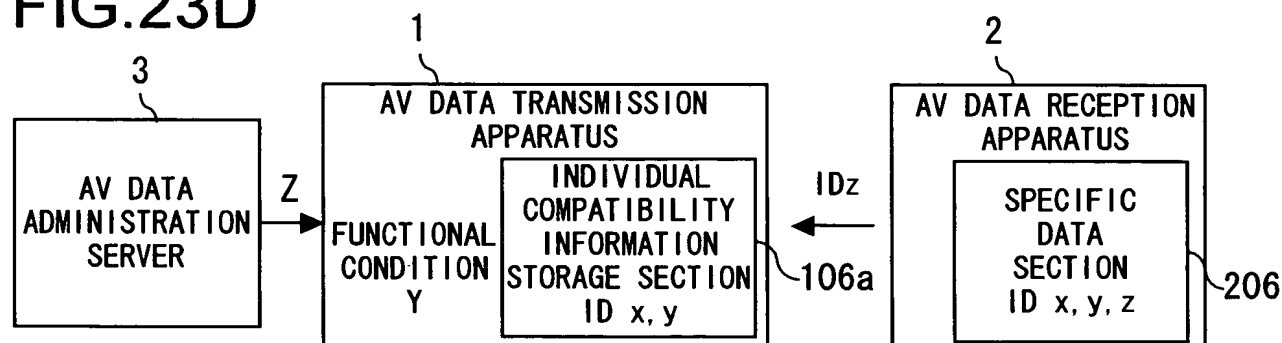 FIG.23D
3
AV DATA
ADMINISTRATION
SERVER
Z
1
AV DATA TRANSMISSION
APPARATUS
FUNCTIONAL
CONDITION
Y
INDIVIDUAL
COMPATIBILITY
INFORMATION
STORAGE SECTION
ID x, y
106a
IDz
2
AV DATA RECEPTION
APPARATUS
SPECIFIC
DATA
SECTION
ID x, y, z
206